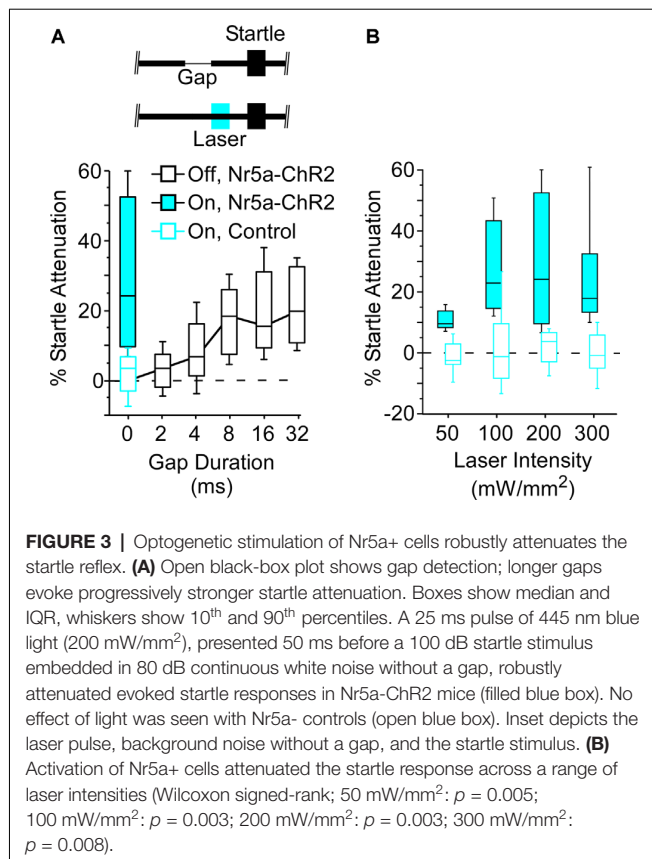 A
Startle
Gap
Laser
B
60
40
20
0
% Startle Attenuation
Off, Nr5a-ChR2
On, Nr5a-ChR2
On, Control
0 2 4 8 16 32
Gap Duration
(ms)
60
40
20
0
-20
% Startle Attenuation
50 100 200 300
Laser Intensity
(mW/mm²)
FIGURE 3 | Optogenetic stimulation of Nr5a+ cells robustly attenuates the
startle reflex. (A) Open black-box plot shows gap detection; longer gaps
evoke progressively stronger startle attenuation. Boxes show median and
IQR, whiskers show 10th and 90th percentiles. A 25 ms pulse of 445 nm blue
light (200 mW/mm²), presented 50 ms before a 100 dB startle stimulus
embedded in 80 dB continuous white noise without a gap, robustly
attenuated evoked startle responses in Nr5a-ChR2 mice (filled blue box). No
effect of light was seen with Nr5a- controls (open blue box). Inset depicts the
laser pulse, background noise without a gap, and the startle stimulus. (B)
Activation of Nr5a+ cells attenuated the startle response across a range of
laser intensities (Wilcoxon signed-rank; 50 mW/mm²: p = 0.005;
100 mW/mm²: p = 0.003; 200 mW/mm²: p = 0.003; 300 mW/mm²:
p = 0.008).